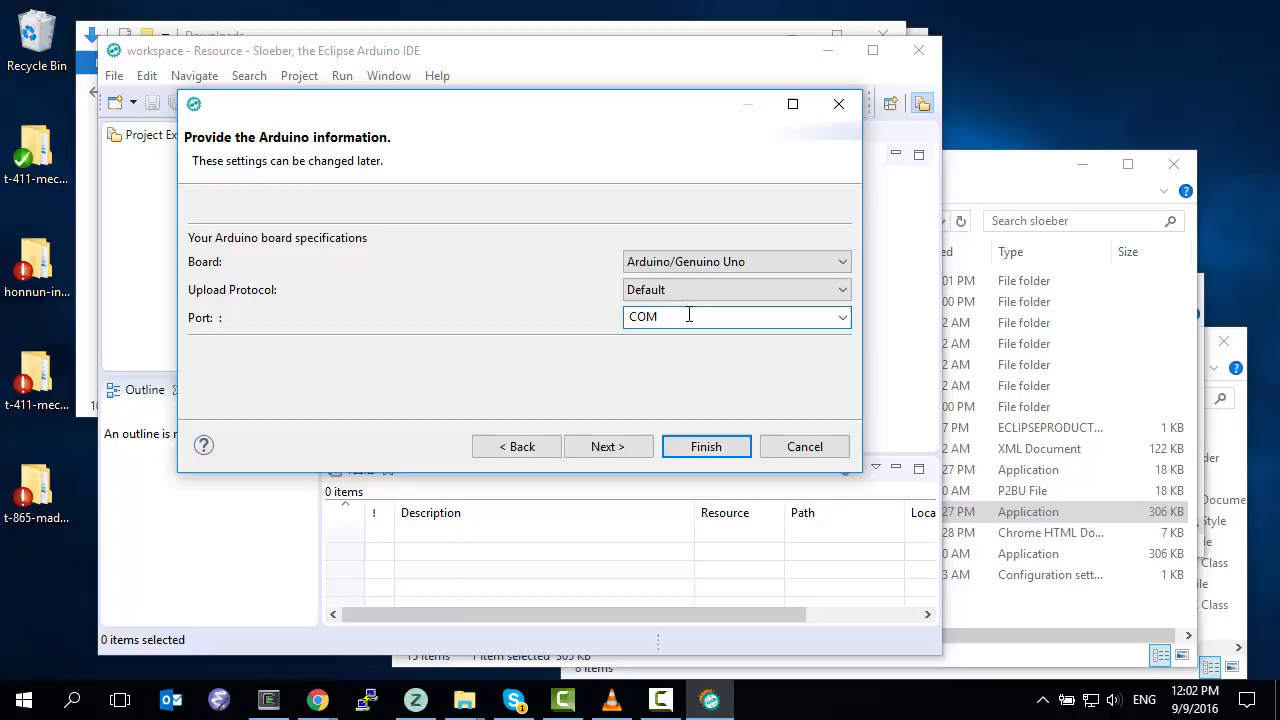 Recycle Bin
t-411-mec...
honnun-in...
t-411-mec...
t-865-mad...
workspace - Resource - Sloeber, the Eclipse Arduino IDE
File Edit Navigate Search Project Run Window Help
Project Ex
Provide the Arduino information.
These settings can be changed later.
Your Arduino board specifications
Board: Arduino/Genuino Uno
Upload Protocol: Default
Port: : COM
< Back Next > Finish Cancel
Outline
An outline is n
0 items
! Description Resource Path Loca
0 items selected
Search sloeber
ed Type Size
01 PM File folder
00 PM File folder
2 AM File folder
2 AM File folder
2 AM File folder
2 AM File folder
00 PM File folder
7 PM ECLIPSEPRODUCT... 1 KB
0 AM XML Document 122 KB
27 PM Application 18 KB
0 AM P2BU File 18 KB
27 PM Application 306 KB
28 PM Chrome HTML Do... 7 KB
0 AM Application 306 KB
3 AM Configuration sett... 1 KB
1 item selected 305 KB
8 items
ENG
12:02 PM
9/9/2016